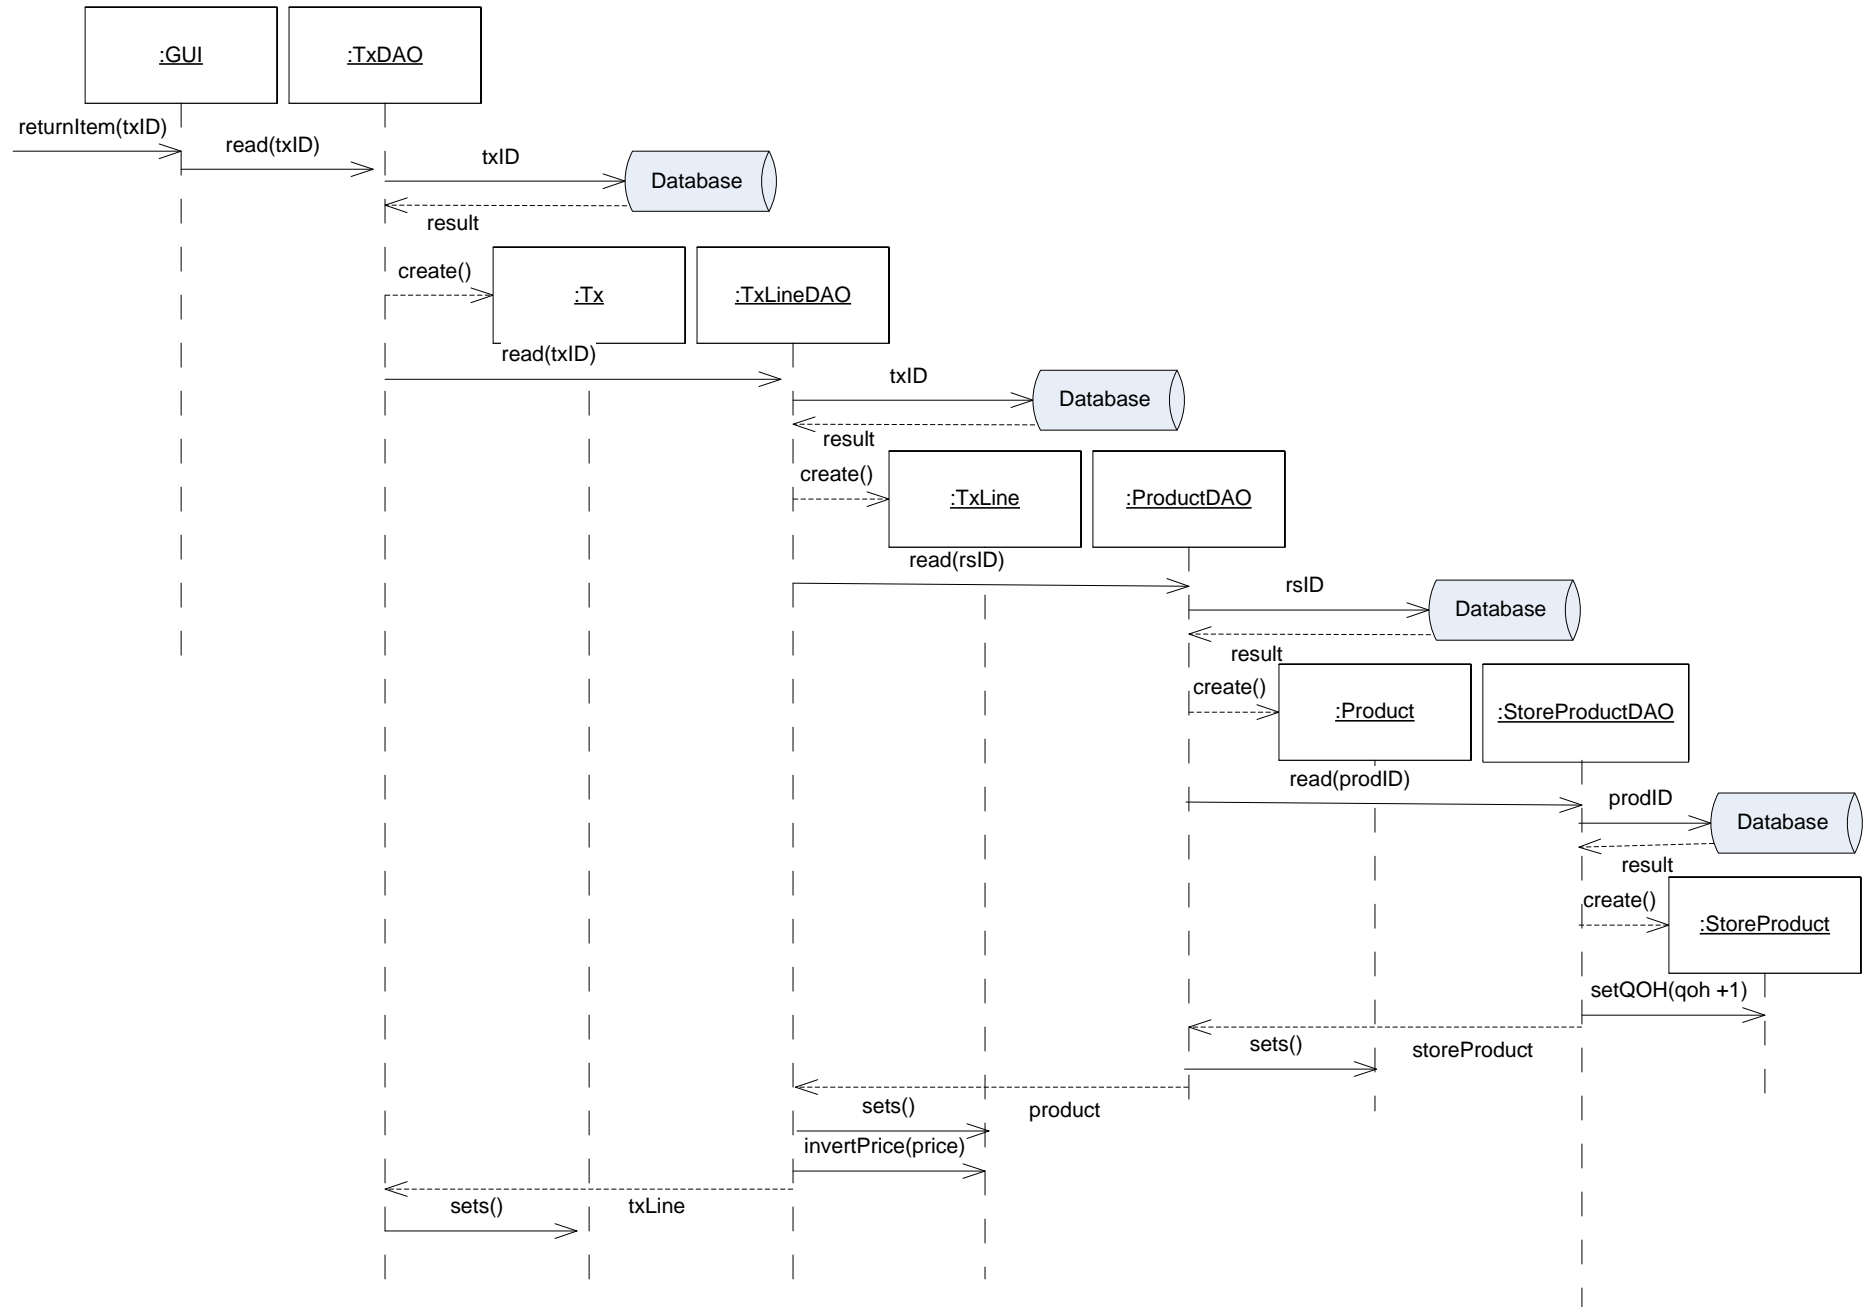 :GUI
:TxDAO
returnItem(txID)
read(txID)
txID
Database
result
create()
:Tx
:TxLineDAO
read(txID)
txID
Database
result
create()
:TxLine
:ProductDAO
read(rsID)
rsID
Database
result
create()
:Product
:StoreProductDAO
read(prodID)
prodID
Database
result
create()
:StoreProduct
setQOH(qoh +1)
sets()
storeProduct
sets()
product
invertPrice(price)
sets()
txLine